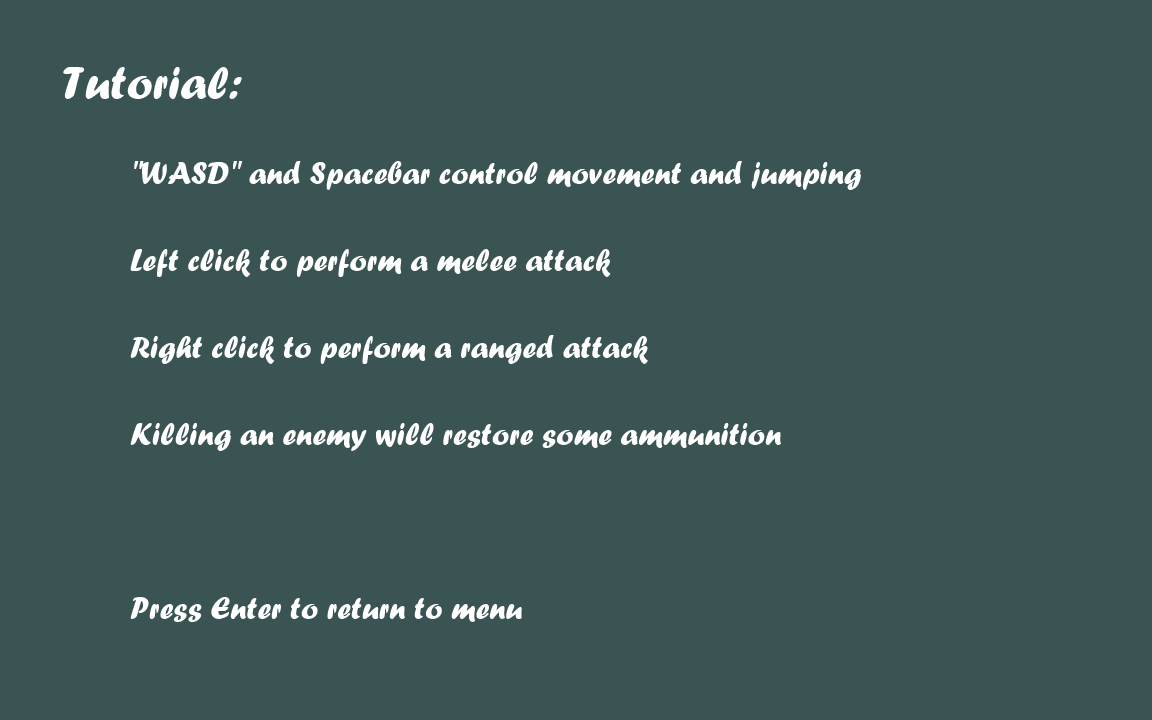 Tutorial:
"WASD" and Spacebar control movement and jumping
Left click to perform a melee attack
Right click to perform a ranged attack
Killing an enemy will restore some ammunition
Press Enter to return to menu